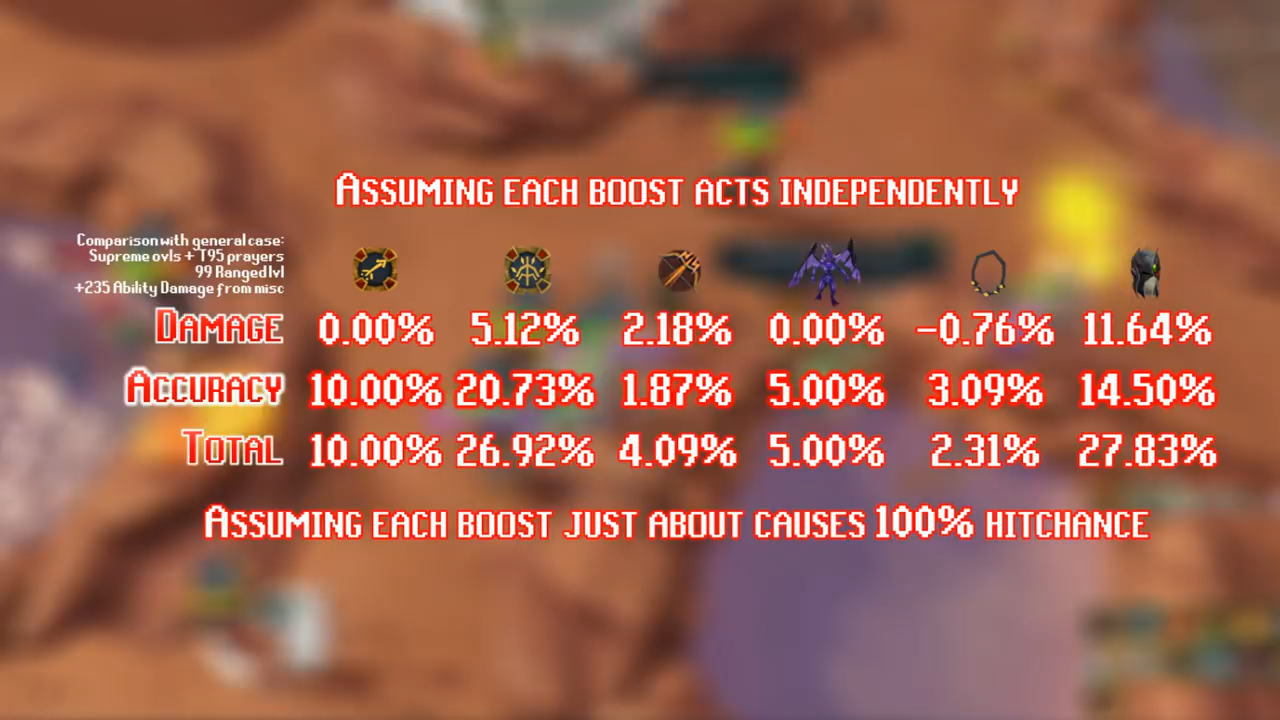 Assuming each boost acts independently
Comparison with general case:
Supreme ovls + T95 prayers
99 Ranged lvl
+235 Ability Damage from misc
Damage 0.00% 5.12% 2.18% 0.00% -0.76% 11.64%
Accuracy 10.00% 20.73% 1.87% 5.00% 3.09% 14.50%
Total 10.00% 26.92% 4.09% 5.00% 2.31% 27.83%
Assuming each boost just about causes 100% hitchance